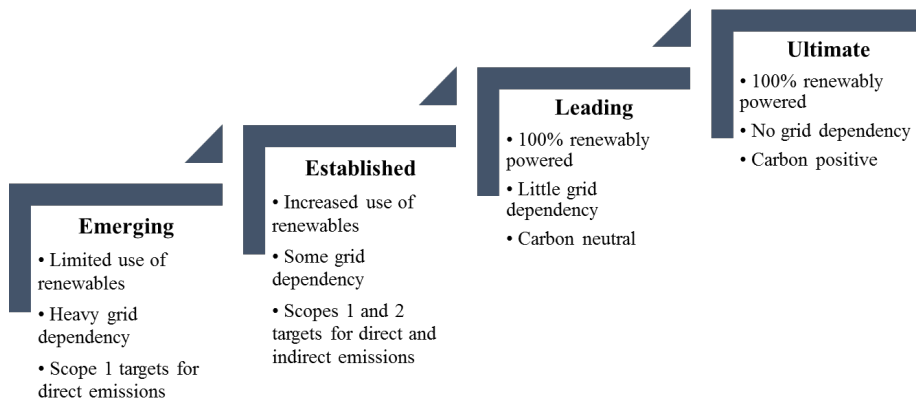 Emerging
• Limited use of
renewables
• Heavy grid
dependency
• Scope 1 targets for
direct emissions
Established
• Increased use of
renewables
• Some grid
dependency
• Scopes 1 and 2
targets for direct and
indirect emissions
Leading
• 100% renewably
powered
• Little grid
dependency
• Carbon neutral
Ultimate
• 100% renewably
powered
• No grid dependency
• Carbon positive